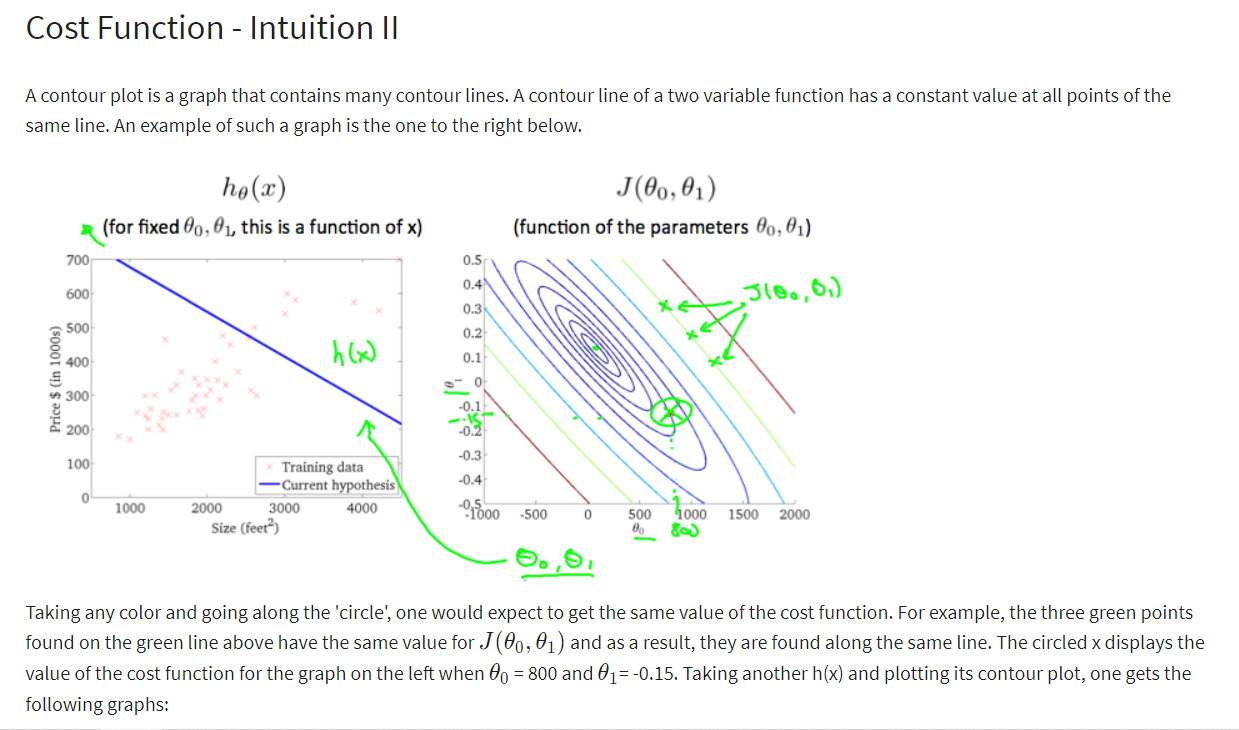 Cost Function - Intuition II
A contour plot is a graph that contains many contour lines. A contour line of a two variable function has a constant value at all points of the
same line. An example of such a graph is the one to the right below.
hθ(x)
(for fixed θ₀, θ₁, this is a function of x)
700
600
500
400
300
200
100
0
Price $ (in 1000s)
h(x)
Training data
Current hypothesis
1000 2000 3000 4000
Size (feet²)
J(θ₀, θ₁)
(function of the parameters θ₀, θ₁)
0.5
0.4
0.3
0.2
0.1
0
-0.1
-.15
-0.2
-0.3
-0.4
-0.5
θ₁
J(θ₀, θ₁)
-1000 -500 0 500 1000 1500 2000
θ₀
800
θ₀, θ₁
Taking any color and going along the 'circle', one would expect to get the same value of the cost function. For example, the three green points
found on the green line above have the same value for J(θ₀, θ₁) and as a result, they are found along the same line. The circled x displays the
value of the cost function for the graph on the left when θ₀ = 800 and θ₁= -0.15. Taking another h(x) and plotting its contour plot, one gets the
following graphs: